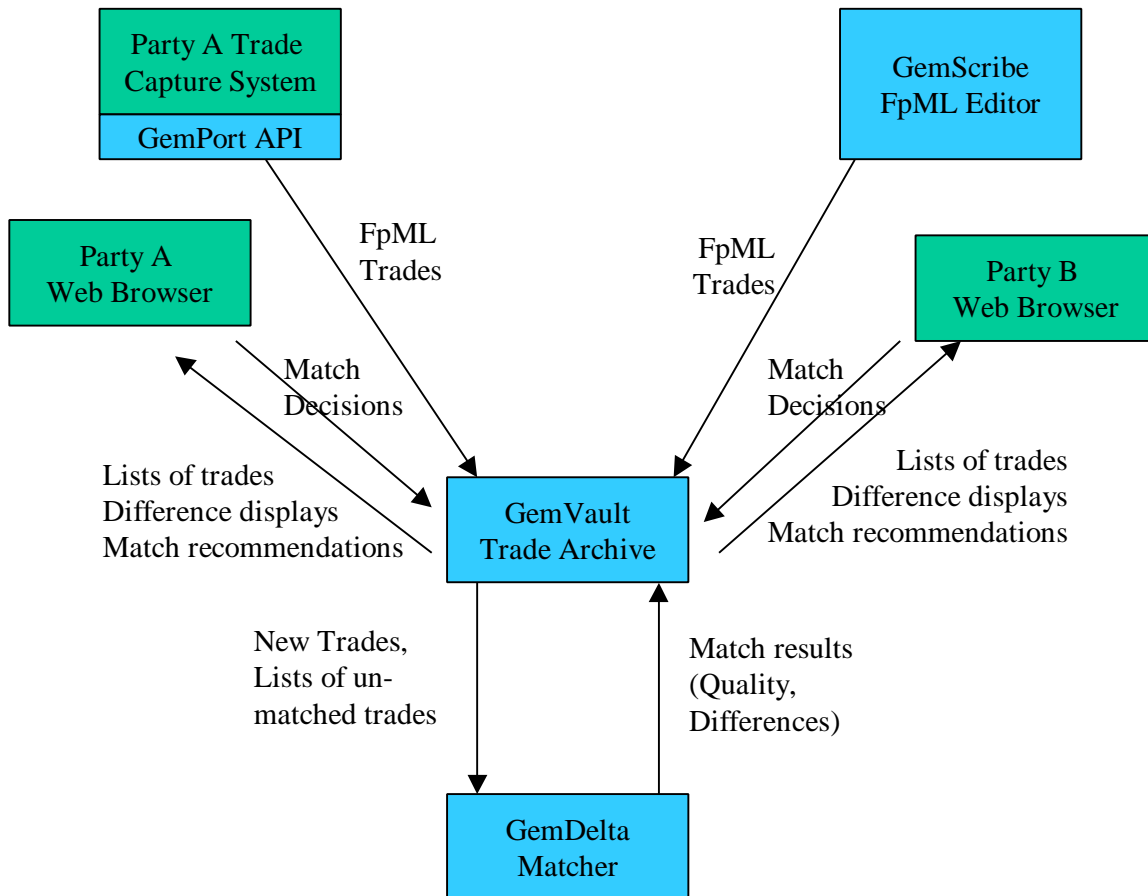 Party A Trade
Capture System
GemPort API
GemScribe
FpML Editor
Party A
Web Browser
FpML
Trades
FpML
Trades
Party B
Web Browser
Match
Decisions
Match
Decisions
Lists of trades
Difference displays
Match recommendations
GemVault
Trade Archive
Lists of trades
Difference displays
Match recommendations
New Trades,
Lists of un-
matched trades
Match results
(Quality,
Differences)
GemDelta
Matcher